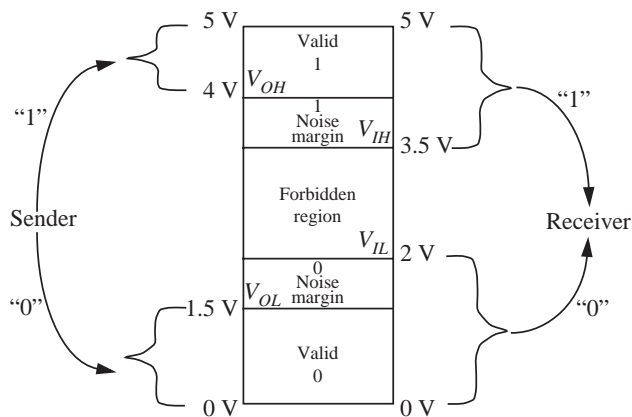 5 V
5 V
Valid
1
4 V
V_OH
1
Noise
margin
V_IH
3.5 V
“1”
“1”
Forbidden
region
Sender
Receiver
V_IL
2 V
0
Noise
margin
V_OL
1.5 V
“0”
“0”
Valid
0
0 V
0 V